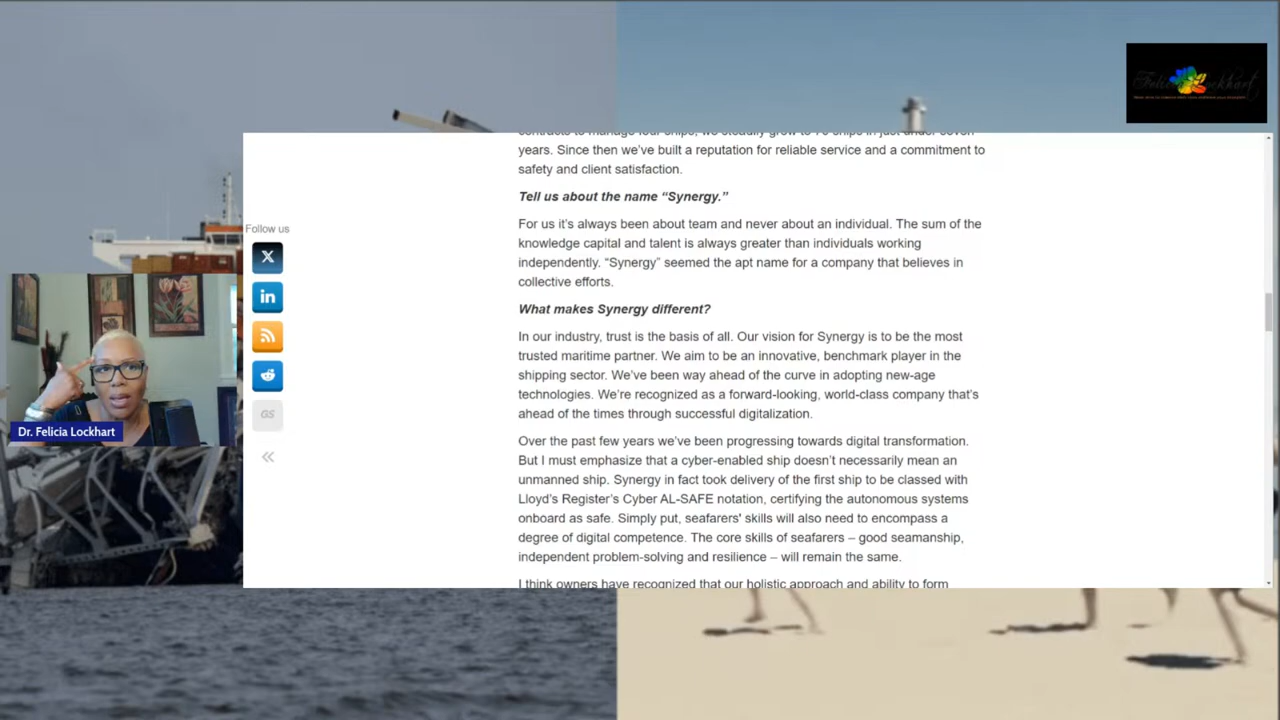 years. Since then we've built a reputation for reliable service and a commitment to
safety and client satisfaction.
Tell us about the name “Synergy.”
For us it's always been about team and never about an individual. The sum of the
knowledge capital and talent is always greater than individuals working
independently. “Synergy” seemed the apt name for a company that believes in
collective efforts.
What makes Synergy different?
In our industry, trust is the basis of all. Our vision for Synergy is to be the most
trusted maritime partner. We aim to be an innovative, benchmark player in the
shipping sector. We've been way ahead of the curve in adopting new-age
technologies. We're recognized as a forward-looking, world-class company that's
ahead of the times through successful digitalization.
Over the past few years we've been progressing towards digital transformation.
But I must emphasize that a cyber-enabled ship doesn't necessarily mean an
unmanned ship. Synergy in fact took delivery of the first ship to be classed with
Lloyd's Register's Cyber AL-SAFE notation, certifying the autonomous systems
onboard as safe. Simply put, seafarers' skills will also need to encompass a
degree of digital competence. The core skills of seafarers – good seamanship,
independent problem-solving and resilience – will remain the same.
I think owners have recognized that our holistic approach and ability to form
Follow us
X
in
GS
Dr. Felicia Lockhart